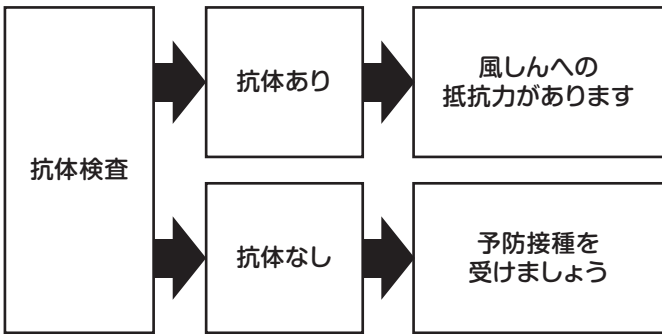 抗体検査
抗体あり
風しんへの
抵抗力があります
抗体なし
予防接種を
受けましょう